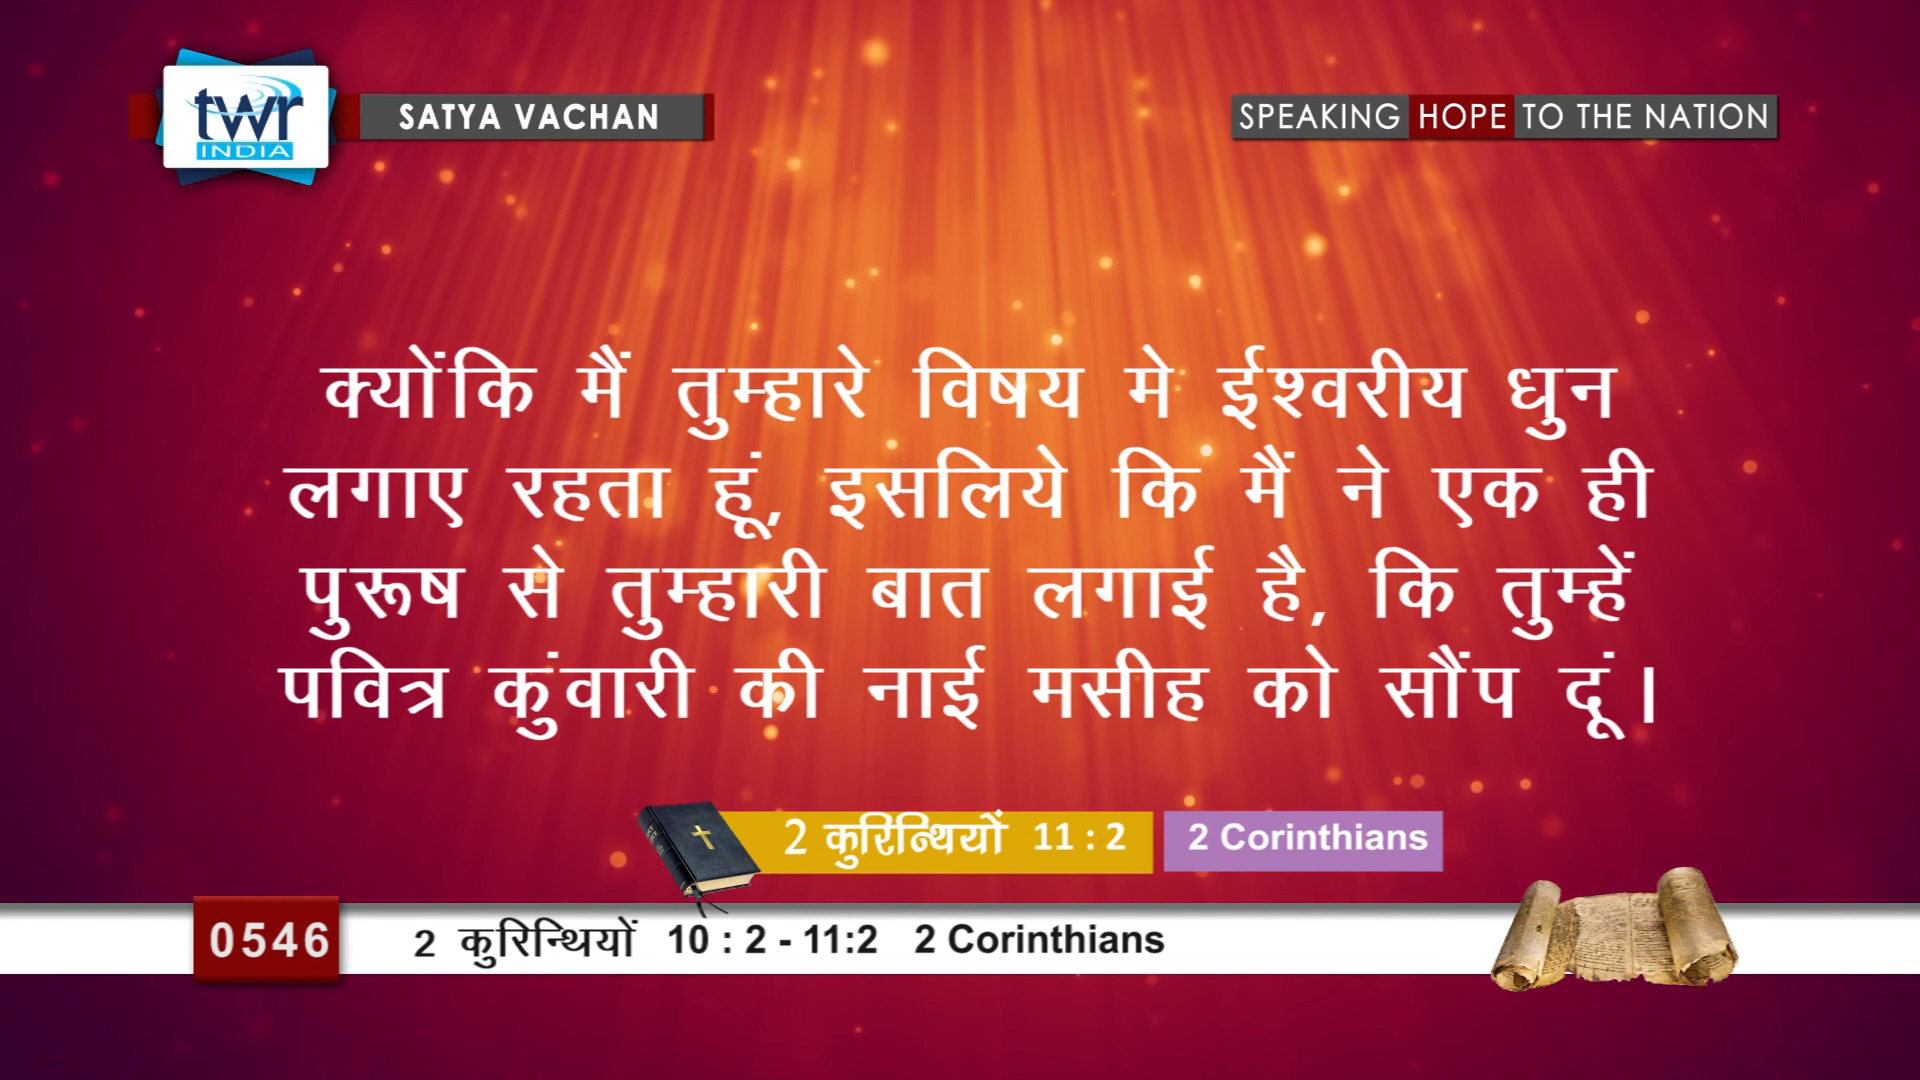 twr
INDIA
SATYA VACHAN
SPEAKING HOPE TO THE NATION
क्योंकि मैं तुम्हारे विषय मे ईश्वरीय धुन
लगाए रहता हूं, इसलिये कि मैं ने एक ही
पुरूष से तुम्हारी बात लगाई है, कि तुम्हें
पवित्र कुंवारी की नाई मसीह को सौंप दूं।
2 कुरिन्थियों 11 : 2 2 Corinthians
0546 2 कुरिन्थियों 10 : 2 - 11:2 2 Corinthians